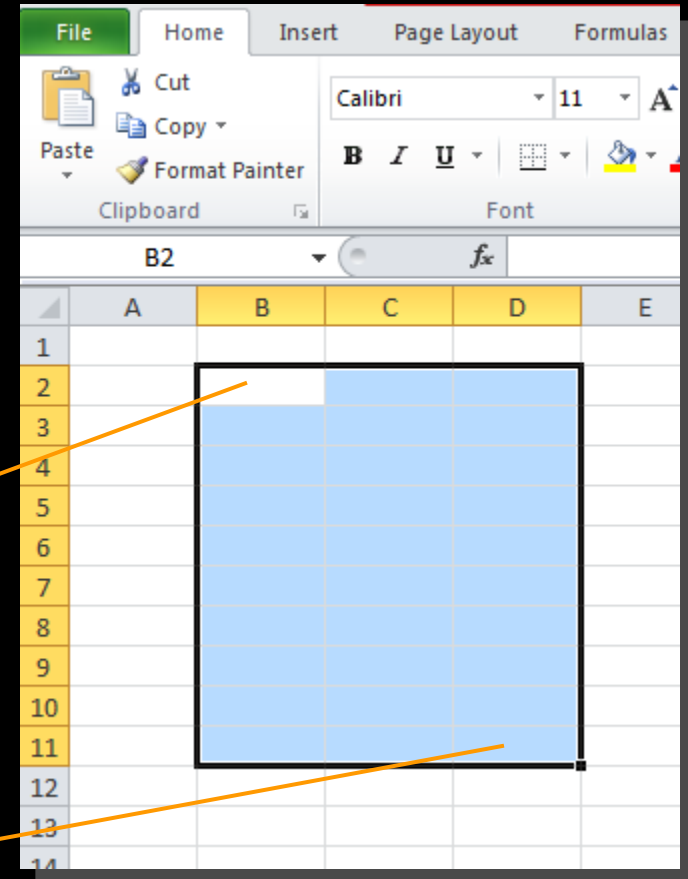 File Home Insert Page Layout Formulas
Cut
Calibri 11 A
Copy
Paste
B I U
Format Painter
Clipboard Font
B2 fx
A B C D E
1
2
3
4
5
6
7
8
9
10
11
12
13
14